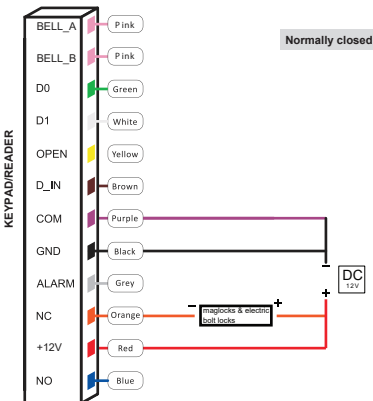 BELL_A Pink
Normally closed
BELL_B Pink
D0 Green
D1 White
OPEN Yellow
D_IN Brown
KEYPAD/READER
COM Purple
GND Black
−
DC
12V
ALARM Grey
+
− maglocks & electric +
bolt locks
NC Orange
+12V Red
NO Blue